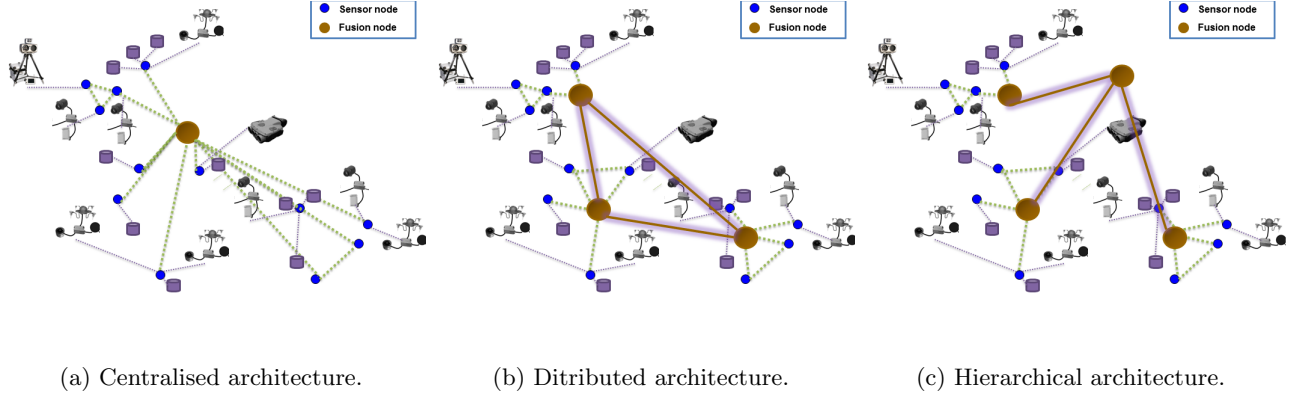 Sensor node
Fusion node
Sensor node
Fusion node
Sensor node
Fusion node
(a) Centralised architecture.
(b) Ditributed architecture.
(c) Hierarchical architecture.